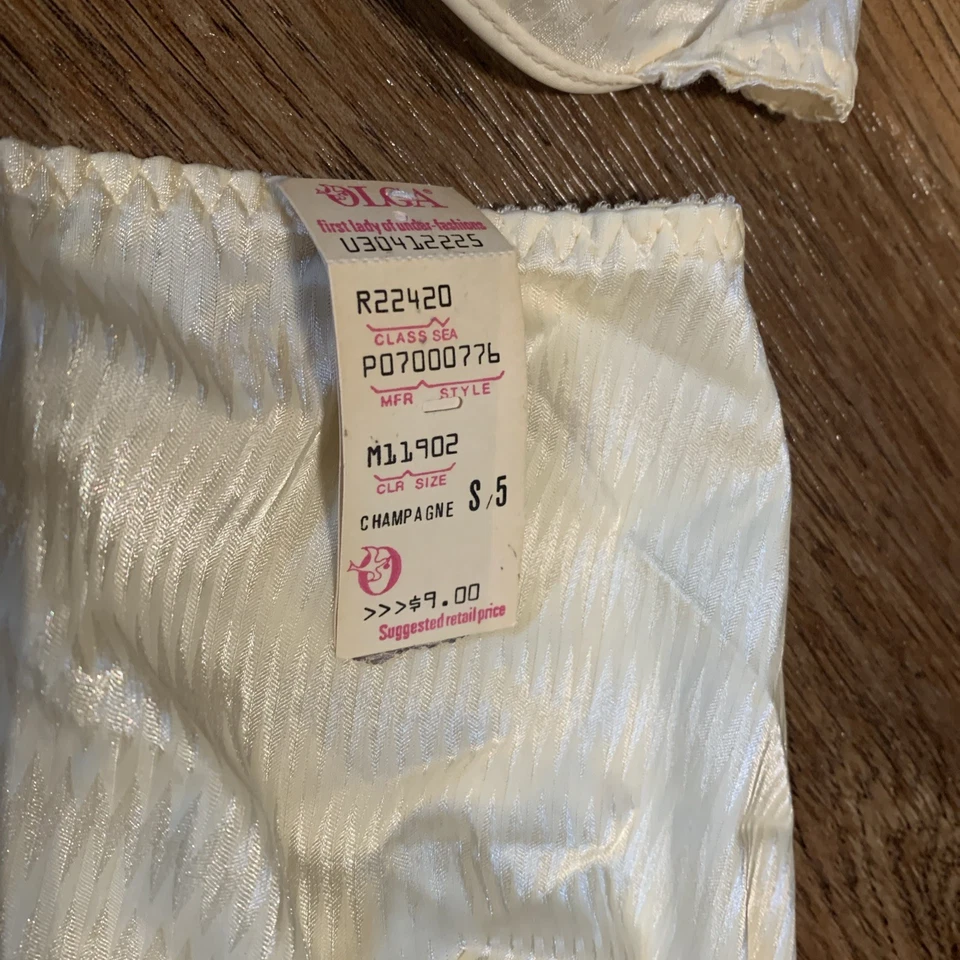 OLGA®
first lady of under-fashions
U30412225
R22420
CLASS SEA
P07000776
MFR STYLE
M11902
CLR SIZE
CHAMPAGNE S/5
>>>$9.00
Suggested retail price